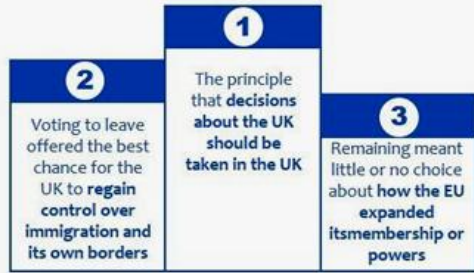 1
The principle
that decisions
about the UK
should be
taken in the UK
2
Voting to leave
offered the best
chance for the
UK to regain
control over
immigration and
its own borders
3
Remaining meant
little or no choice
about how the EU
expanded
itsmembership or
powers